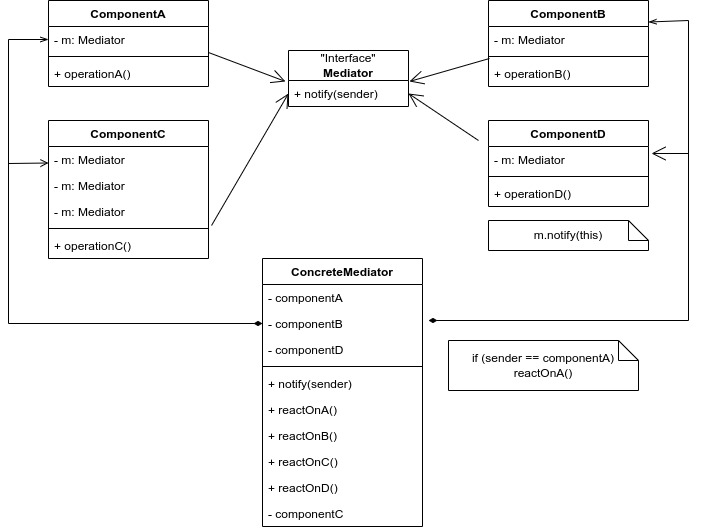 ComponentA
- m: Mediator
+ operationA()
"Interface"
Mediator
+ notify(sender)
ComponentB
- m: Mediator
+ operationB()
ComponentC
- m: Mediator
- m: Mediator
- m: Mediator
+ operationC()
ComponentD
- m: Mediator
+ operationD()
m.notify(this)
ConcreteMediator
- componentA
- componentB
- componentD
+ notify(sender)
+ reactOnA()
+ reactOnB()
+ reactOnC()
+ reactOnD()
- componentC
if (sender == componentA)
reactOnA()